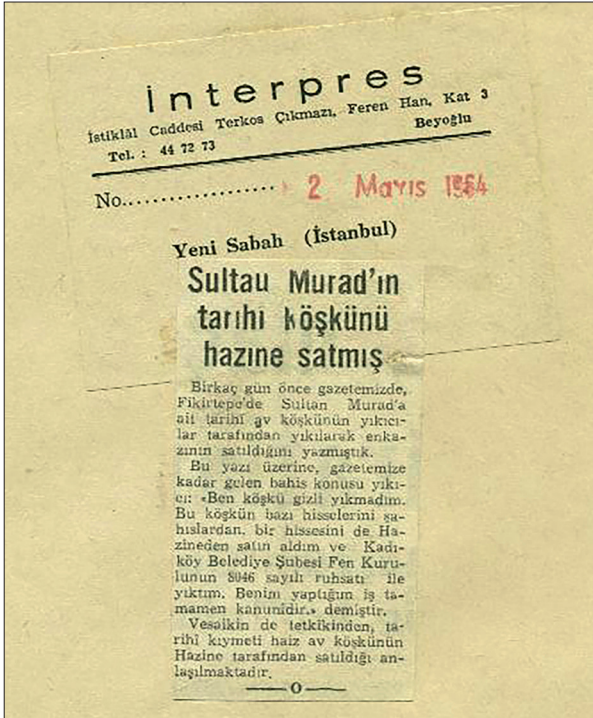 İnterpres
İstiklâl Caddesi Terkos Çıkmazı, Feren Han, Kat 3
Tel. : 44 72 73 Beyoğlu
No..................... 2 Mayıs 1964
Yeni Sabah (İstanbul)
Sultau Murad'ın
tarihî köşkünü
hazine satmış
Birkaç gün önce gazetemizde,
Fikirtepe'de Sultan Murad'a
ait tarihî av köşkünün yıkıcı-
lar tarafından yıkılarak enka-
zının satıldığını yazmıştık.
Bu yazı üzerine, gazetemize
kadar gelen bahis konusu yıkı-
cı: «Ben köşkü gizli yıkmadım.
Bu köşkün bazı hisselerini şa-
hıslardan, bir hissesini de Ha-
zineden satın aldım ve Kadı-
köy Belediye Şubesi Fen Kuru-
lunun 8046 sayılı ruhsatı ile
yıktım. Benim yaptığım iş ta-
mamen kanunîdir.» demiştir.
Vesaikin de tetkikinden, ta-
rihî kıymeti haiz av köşkünün
Hazine tarafından satıldığı an-
laşılmaktadır.
—O—